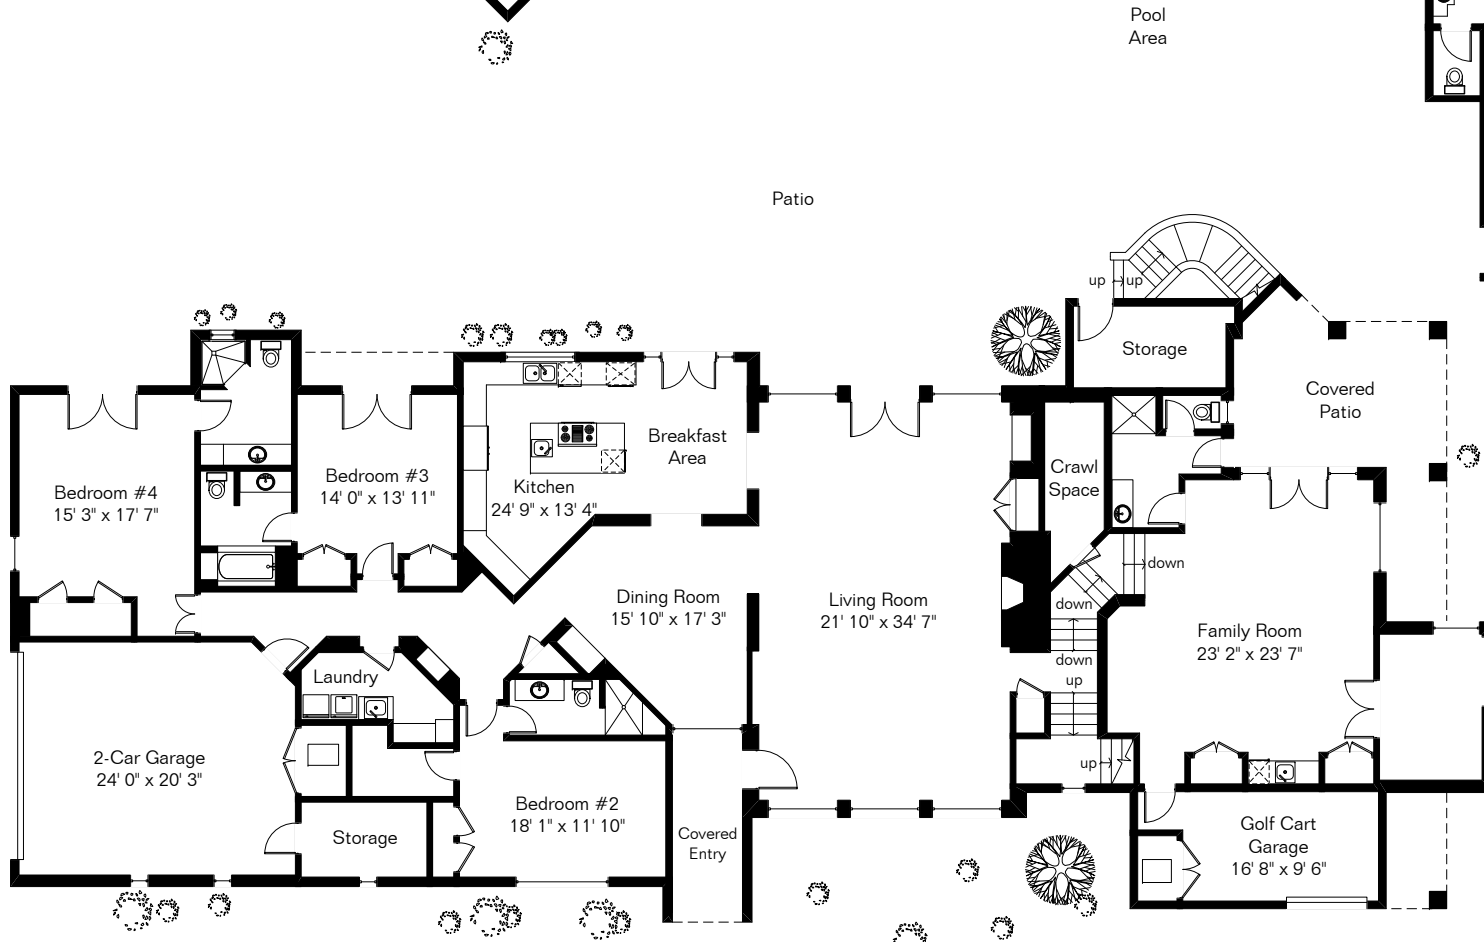 Pool
Area
Patio
up
up
Storage
Covered
Patio
Breakfast
Area
Crawl
Space
Bedroom #3
14' 0" x 13' 11"
Kitchen
24' 9" x 13' 4"
Bedroom #4
15' 3" x 17' 7"
down
down
Dining Room
15' 10" x 17' 3"
Living Room
21' 10" x 34' 7"
Family Room
23' 2" x 23' 7"
down
up
Laundry
2-Car Garage
24' 0" x 20' 3"
up
Bedroom #2
18' 1" x 11' 10"
Storage
Covered
Entry
Golf Cart
Garage
16' 8" x 9' 6"